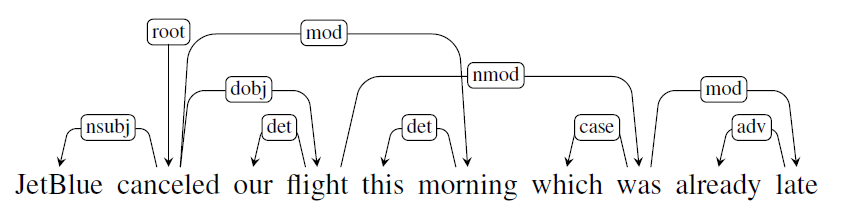 root mod
dobj nmod mod
nsubj det det case adv
JetBlue canceled our flight this morning which was already late